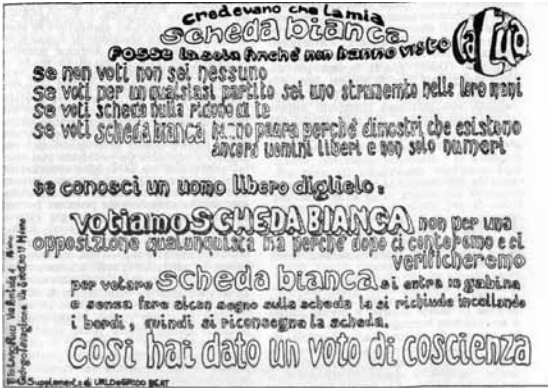 credevano che la mia
scheda bianca
FOSSE la sola finché non hanno visto
la tua
se non voti non sei nessuno
se voti per un qualsiasi partito sei uno strumento nelle loro mani
se voti scheda nulla ridono di te
se voti scheda bianca hanno paura perché dimostri che esistono
ancora uomini liberi e non solo numeri
se conosci un uomo libero diglielo:
votiamo SCHEDA BIANCA non per una
opposizione qualunquista ma perché dopo ci conteremo e ci
verificheremo
per votare scheda bianca si entra in gabina
e senza fare alcun segno sulla scheda la si richiude incollando
i bordi, quindi si riconsegna la scheda.
così hai dato un voto di coscienza
Supplemento di URLO E GRIDO BEAT